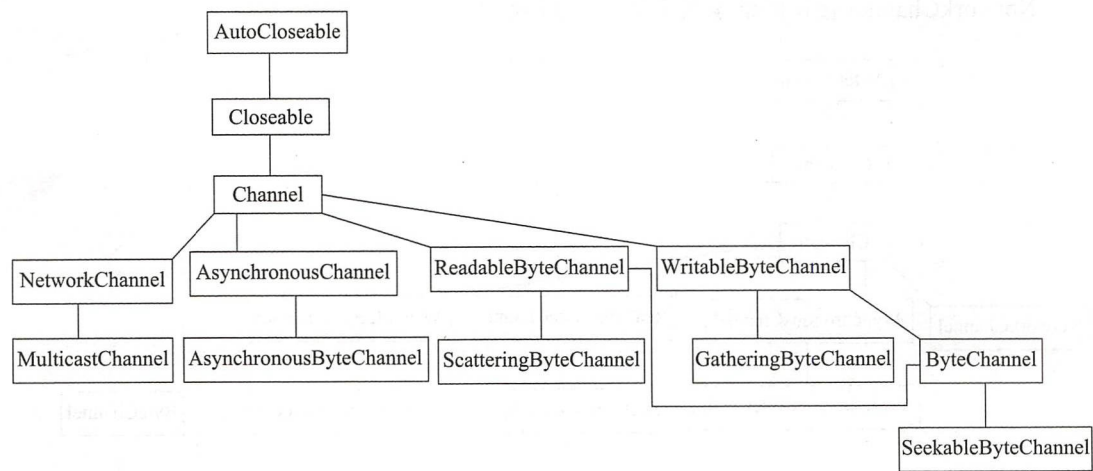 AutoCloseable
Closeable
Channel
NetworkChannel
AsynchronousChannel
ReadableByteChannel
WritableByteChannel
MulticastChannel
AsynchronousByteChannel
ScatteringByteChannel
GatheringByteChannel
ByteChannel
SeekableByteChannel